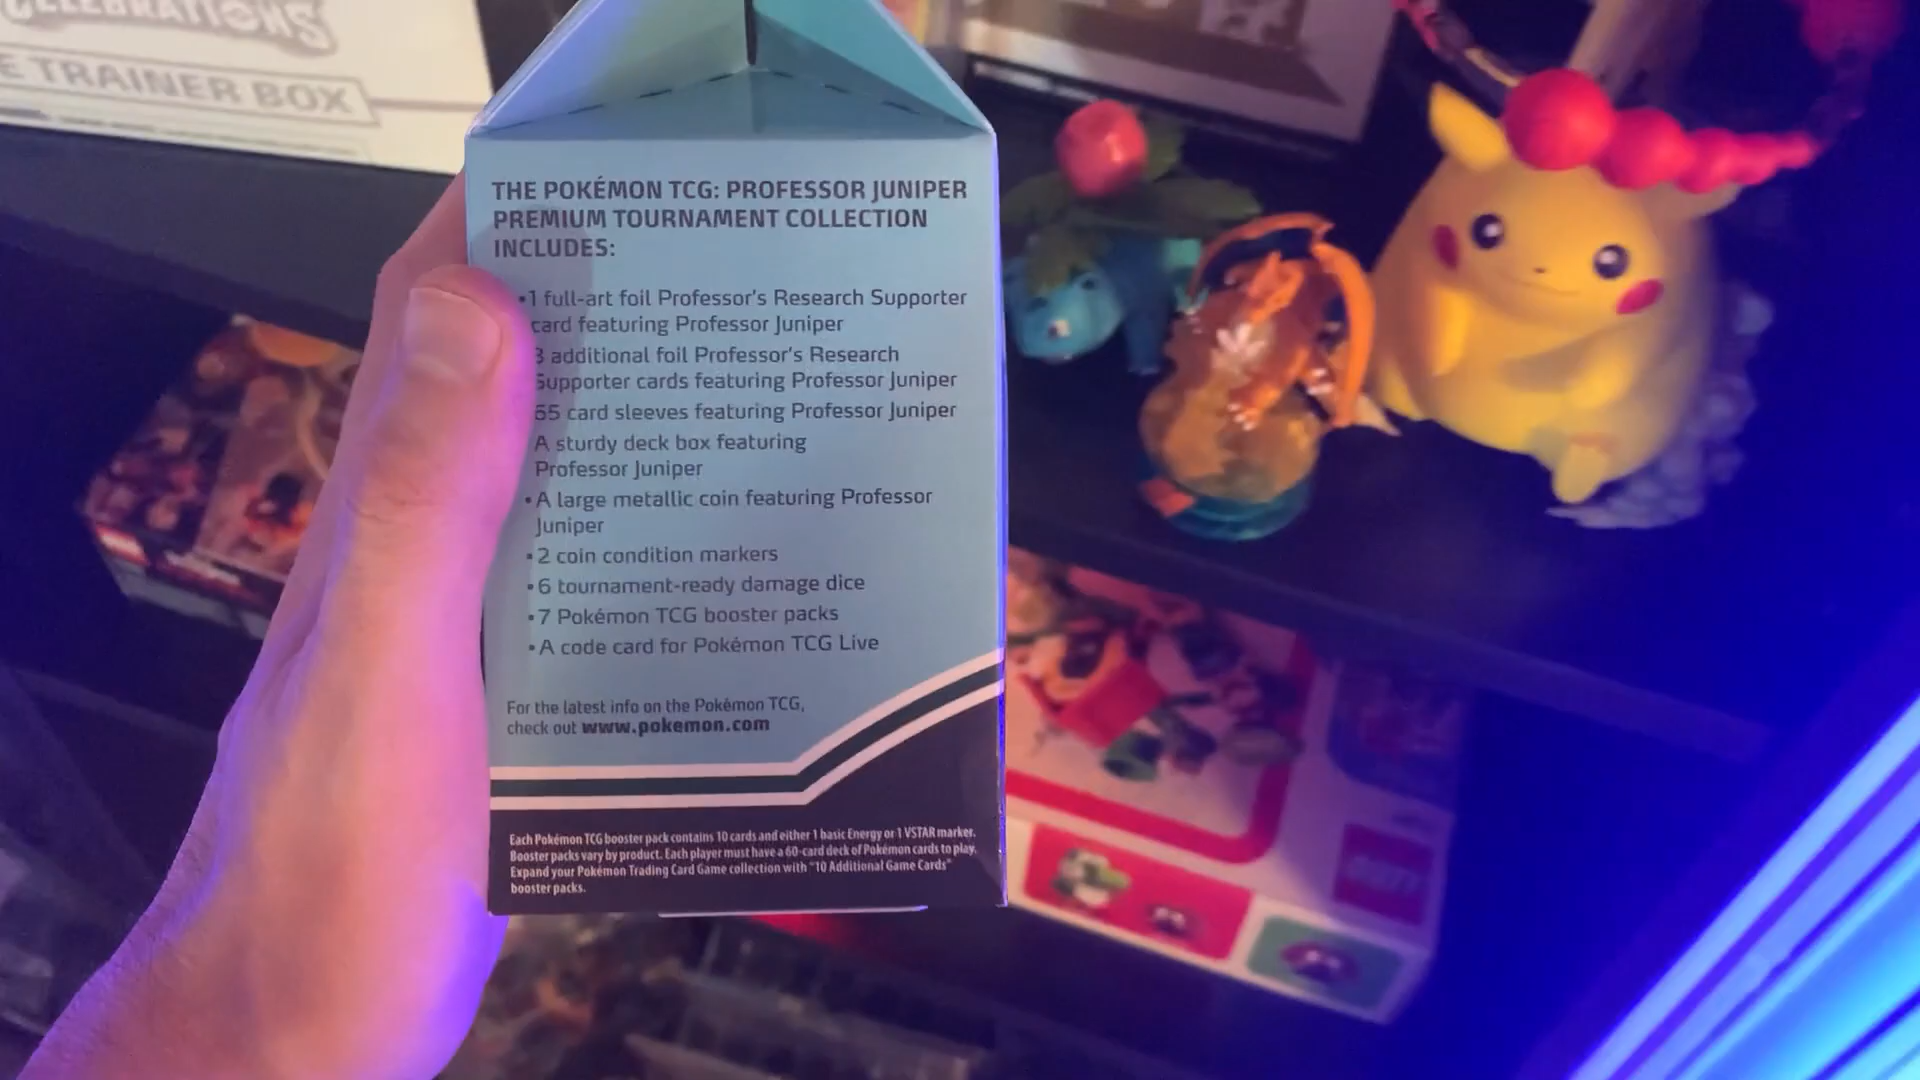 CELEBRATIONS
E TRAINER BOX
THE POKÉMON TCG: PROFESSOR JUNIPER
PREMIUM TOURNAMENT COLLECTION
INCLUDES:
•1 full-art foil Professor's Research Supporter
card featuring Professor Juniper
3 additional foil Professor's Research
Supporter cards featuring Professor Juniper
65 card sleeves featuring Professor Juniper
A sturdy deck box featuring
Professor Juniper
• A large metallic coin featuring Professor
Juniper
• 2 coin condition markers
• 6 tournament-ready damage dice
• 7 Pokémon TCG booster packs
• A code card for Pokémon TCG Live
For the latest info on the Pokémon TCG,
check out www.pokemon.com
Each Pokémon TCG booster pack contains 10 cards and either 1 basic Energy or 1 VSTAR marker.
Booster packs vary by product. Each player must have a 60-card deck of Pokémon cards to play.
Expand your Pokémon Trading Card Game collection with "10 Additional Game Cards"
booster packs.